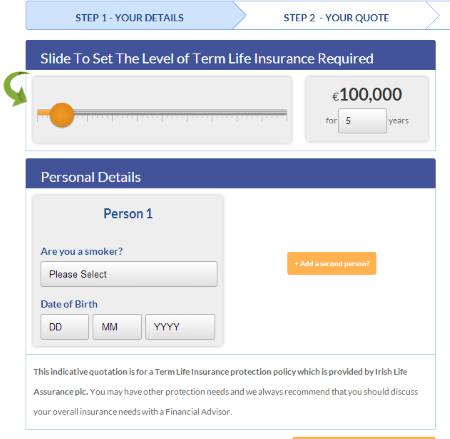 STEP 1 - YOUR DETAILS
STEP 2 - YOUR QUOTE
Slide To Set The Level of Term Life Insurance Required
€100,000
for 5 years
Personal Details
Person 1
Are you a smoker?
Please Select
+ Add a second person?
Date of Birth
DD MM YYYY
This indicative quotation is for a Term Life Insurance protection policy which is provided by Irish Life
Assurance plc. You may have other protection needs and we always recommend that you should discuss
your overall insurance needs with a Financial Advisor.